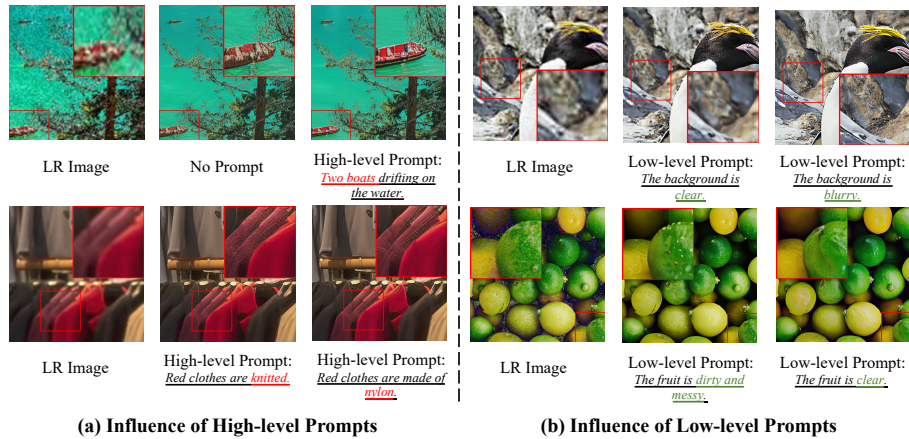 LR Image
No Prompt
High-level Prompt:
Two boats drifting on
the water.
LR Image
High-level Prompt:
Red clothes are knitted.
High-level Prompt:
Red clothes are made of
nylon.
(a) Influence of High-level Prompts
LR Image
Low-level Prompt:
The background is
clear.
Low-level Prompt:
The background is
blurry.
LR Image
Low-level Prompt:
The fruit is dirty and
messy.
Low-level Prompt:
The fruit is clear.
(b) Influence of Low-level Prompts